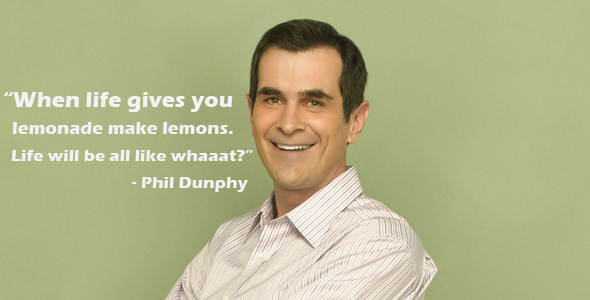 “When life gives you
lemonade make lemons.
Life will be all like whaaat?”
- Phil Dunphy